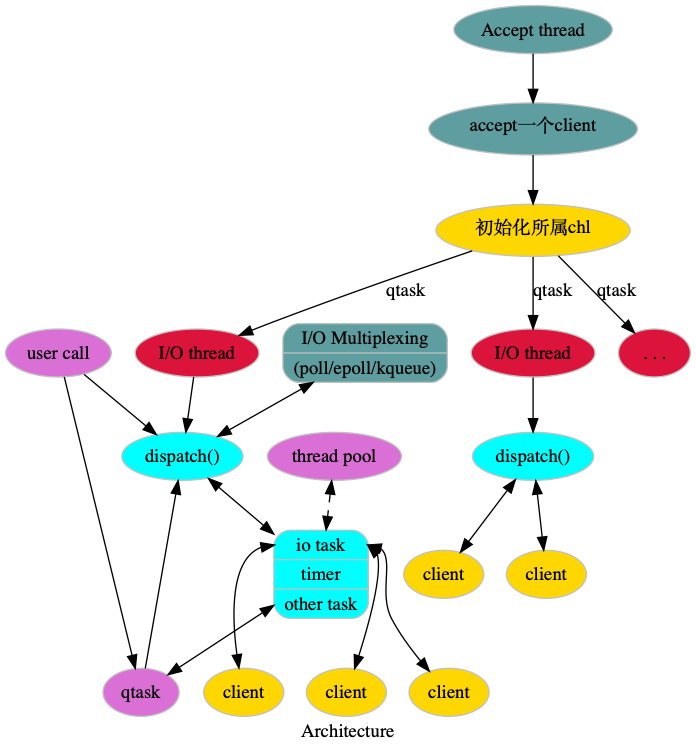 Accept thread
accept一个client
初始化所属chl
qtask
qtask
qtask
user call
I/O thread
I/O Multiplexing
(poll/epoll/kqueue)
I/O thread
. . .
dispatch()
thread pool
dispatch()
io task
timer
other task
client
client
qtask
client
client
client
Architecture